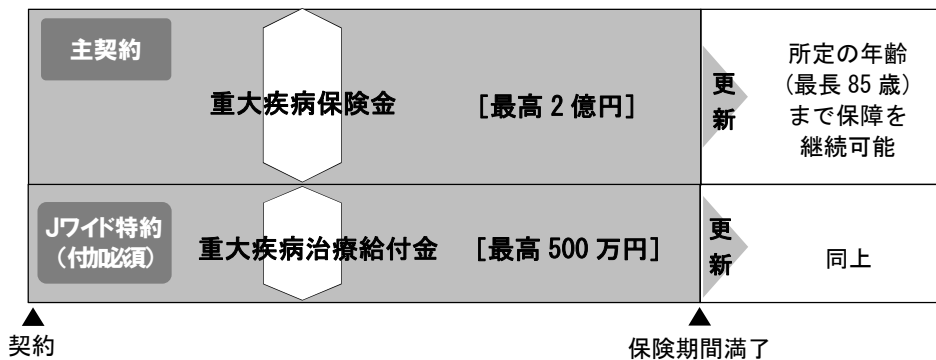 主契約
重大疾病保険金 [最高 2 億円]
更新
所定の年齢
(最長 85 歳)
まで保障を
継続可能
Jワイド特約
(付加必須)
重大疾病治療給付金 [最高 500 万円]
更新
同上
契約
保険期間満了